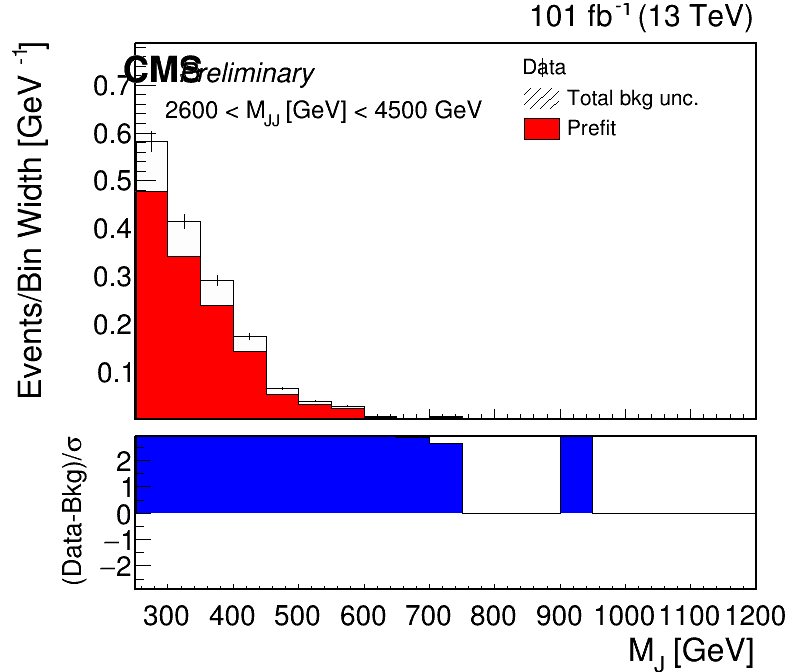 101 fb⁻¹ (13 TeV)
CMS Preliminary
2600 < M_JJ [GeV] < 4500 GeV
Data
Total bkg unc.
Prefit
Events/Bin Width [GeV⁻¹]
0.7
0.6
0.5
0.4
0.3
0.2
0.1
(Data-Bkg)/σ
2
1
0
−1
−2
300 400 500 600 700 800 900 1000 1100 1200
M_J [GeV]